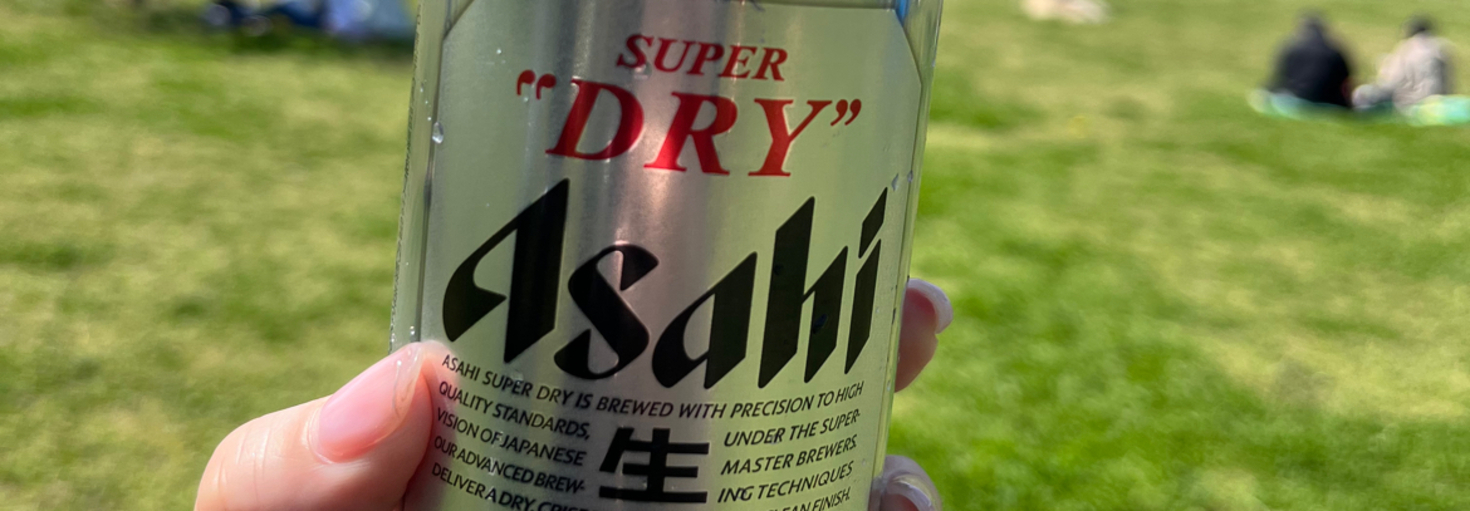 SUPER
“DRY”
Asahi
ASAHI SUPER DRY IS BREWED WITH PRECISION TO HIGH
QUALITY STANDARDS, UNDER THE SUPER-
VISION OF JAPANESE MASTER BREWERS.
生
OUR ADVANCED BREW- ING TECHNIQUES
DELIVER A DRY, FINISH.